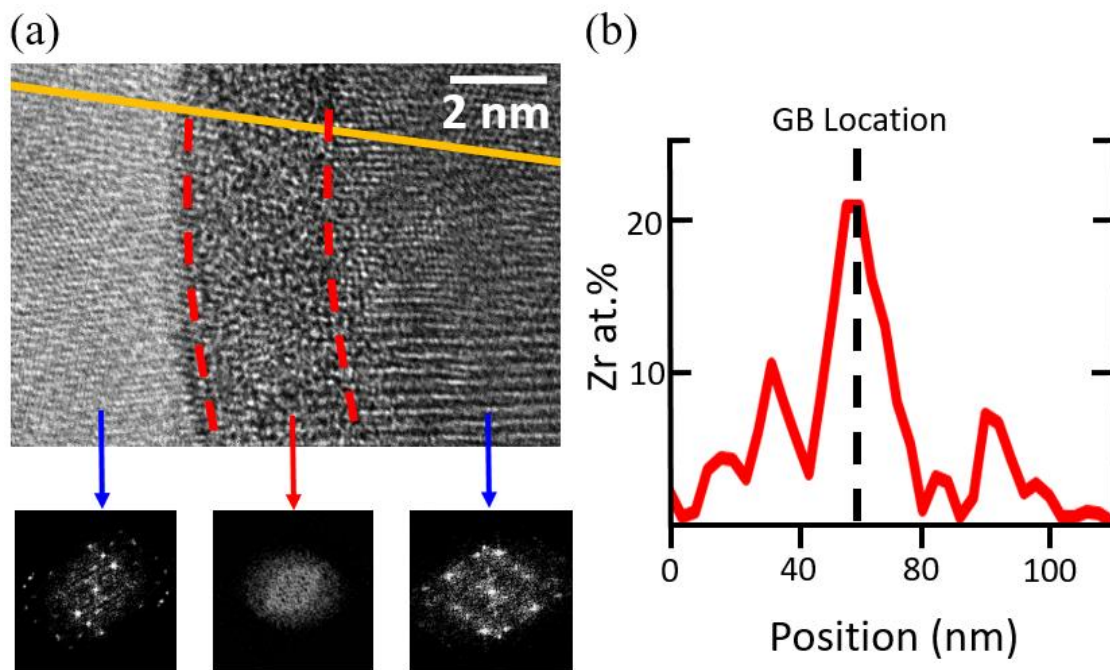 (a)
2 nm
(b)
GB Location
20
10
Zr at.%
0
40
80
100
Position (nm)